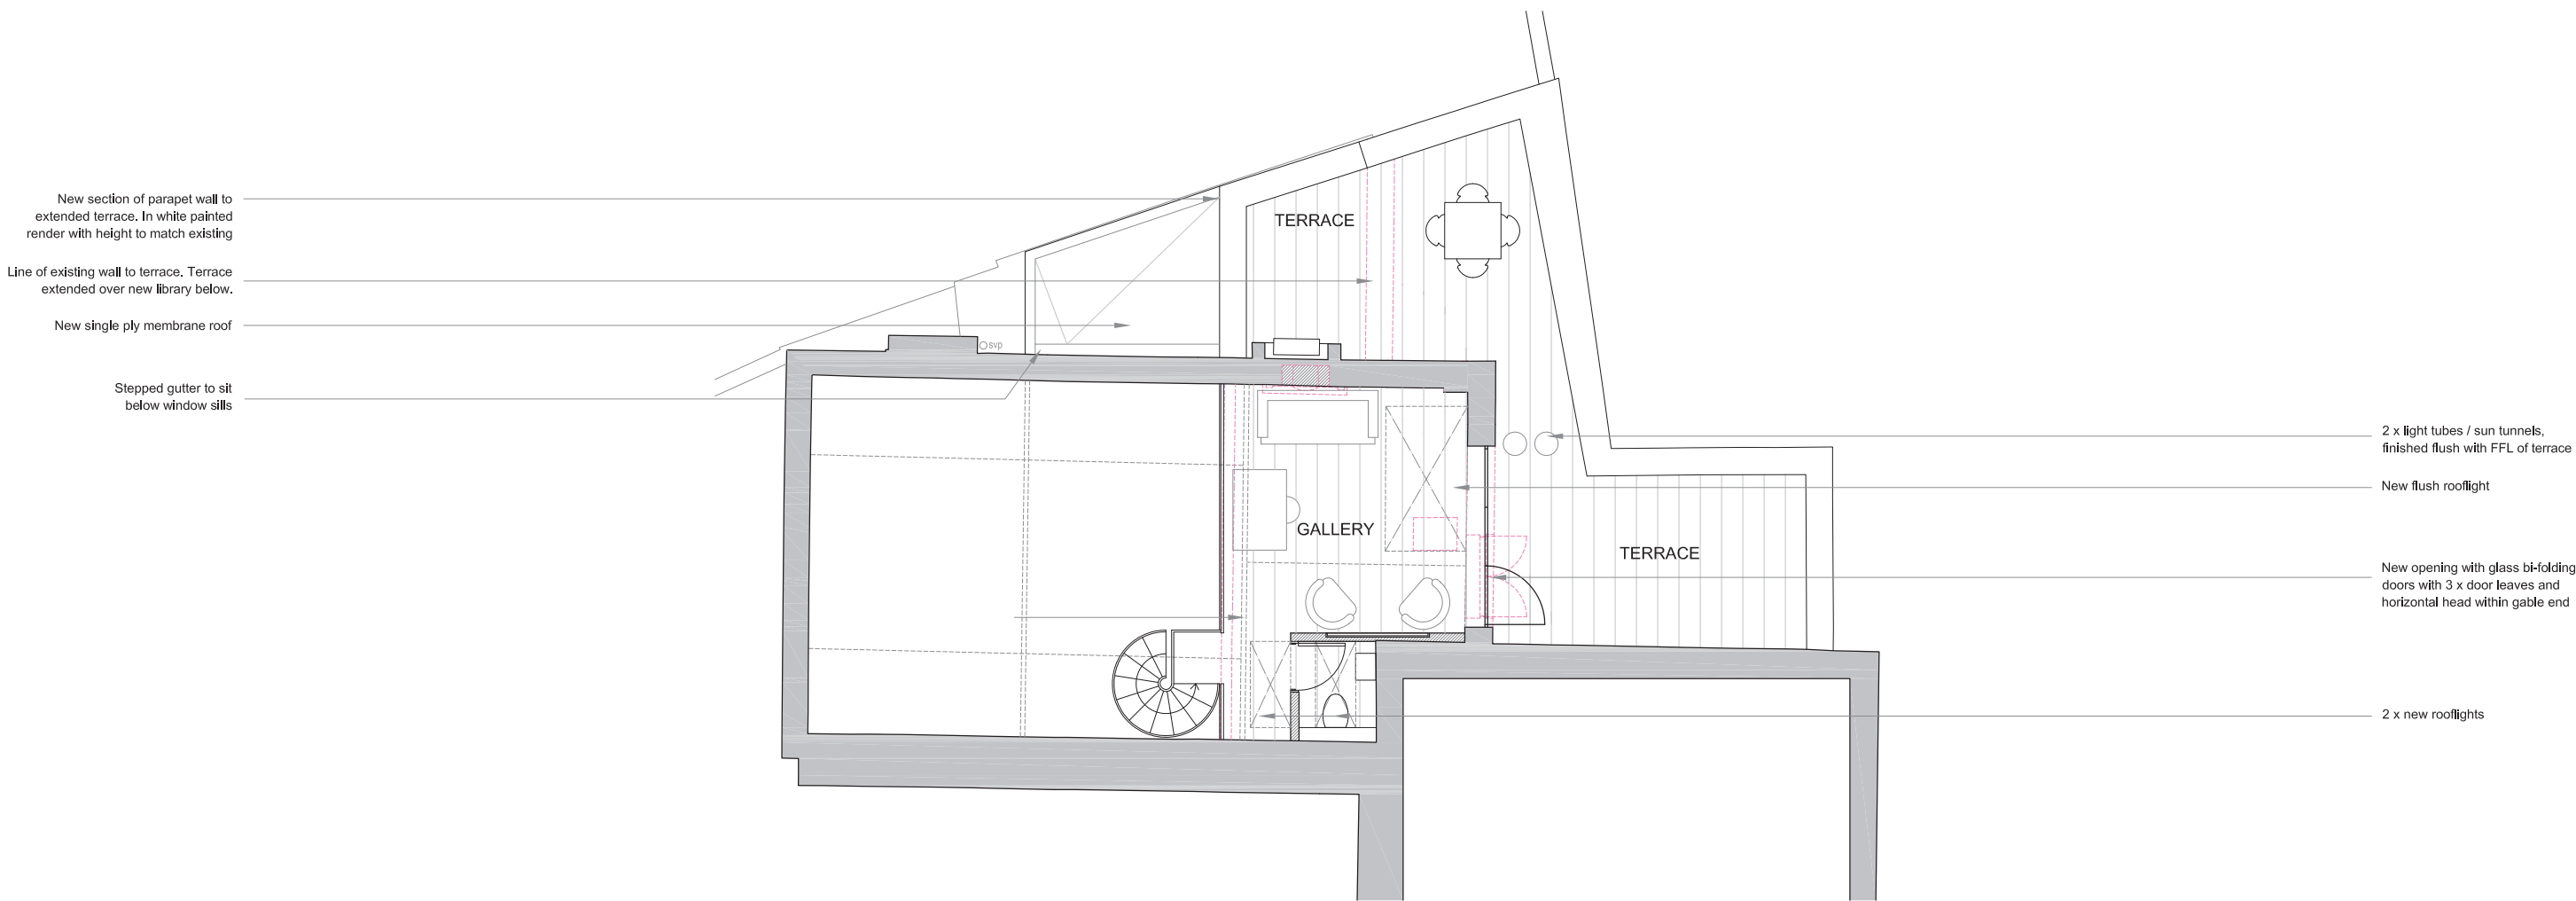 New section of parapet wall to
extended terrace. In white painted
render with height to match existing
Line of existing wall to terrace. Terrace
extended over new library below.
New single ply membrane roof
Stepped gutter to sit
below window sills
svp
TERRACE
GALLERY
TERRACE
2 x light tubes / sun tunnels,
finished flush with FFL of terrace
New flush rooflight
New opening with glass bi-folding
doors with 3 x door leaves and
horizontal head within gable end
2 x new rooflights